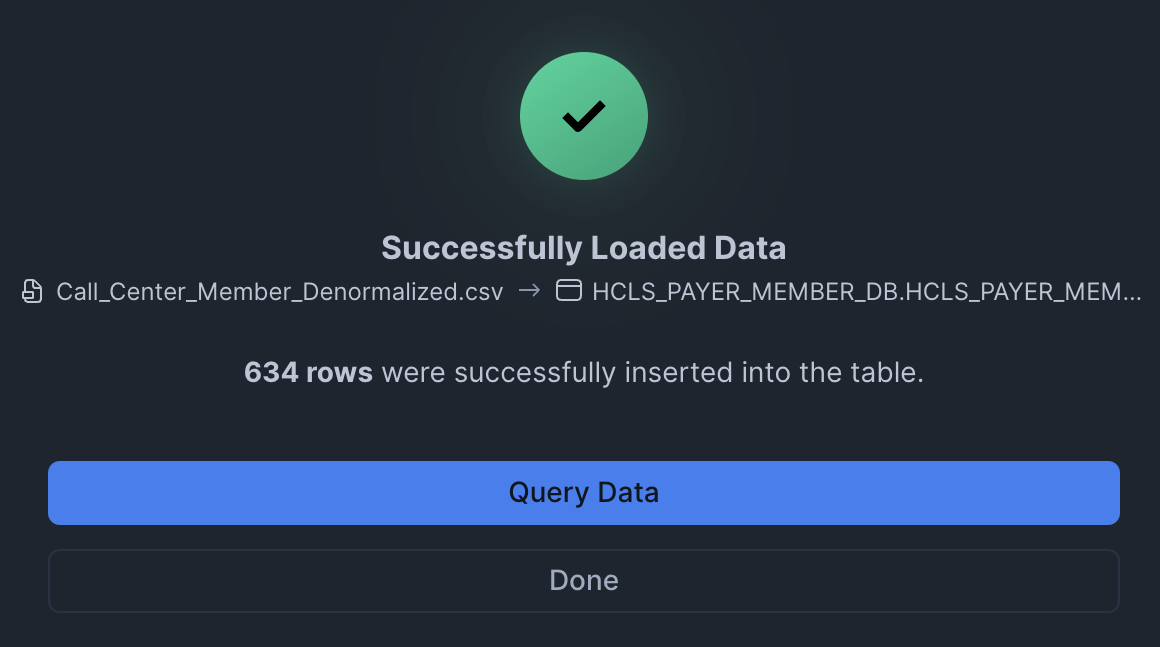 Successfully Loaded Data
Call_Center_Member_Denormalized.csv → HCLS_PAYER_MEMBER_DB.HCLS_PAYER_MEM...
634 rows were successfully inserted into the table.
Query Data
Done